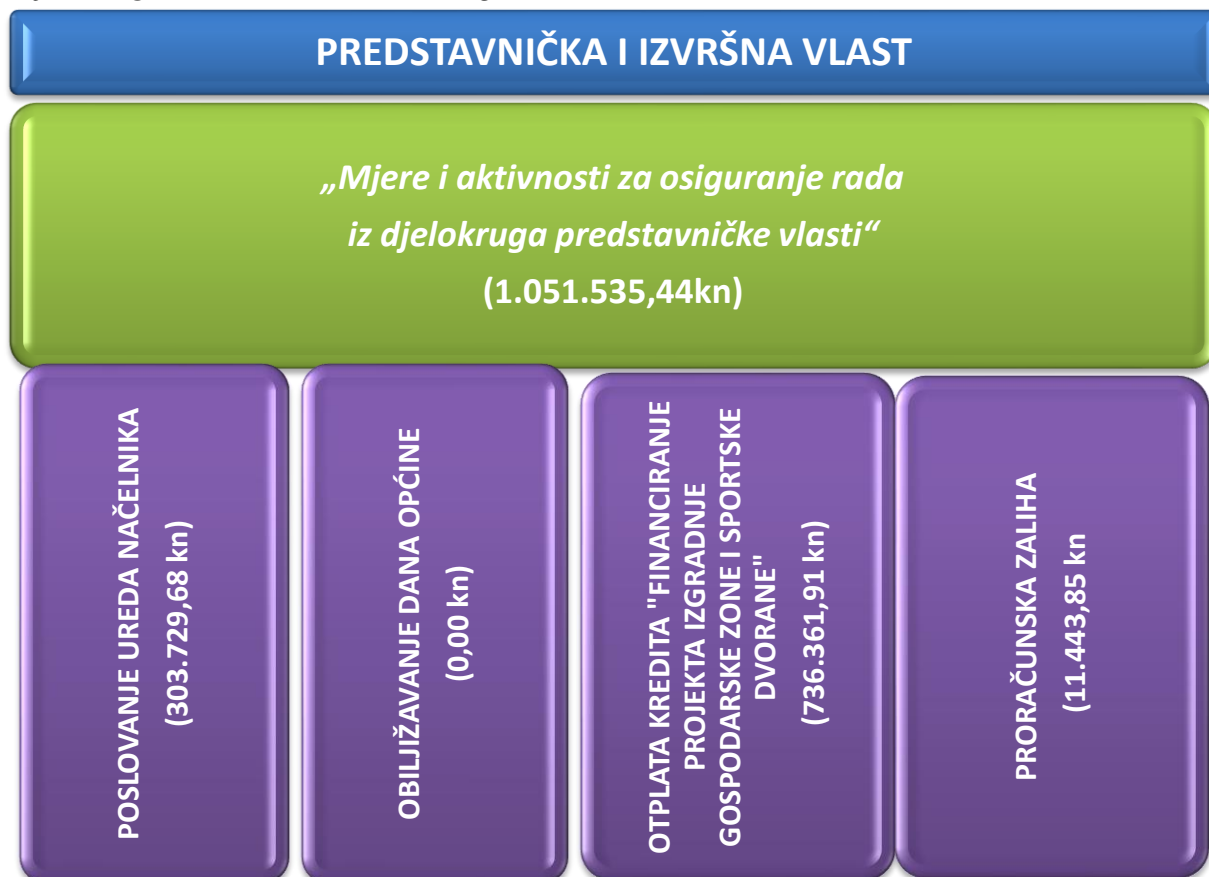 PREDSTAVNIČKA I IZVRŠNA VLAST
„Mjere i aktivnosti za osiguranje rada
iz djelokruga predstavničke vlasti“
(1.051.535,44kn)
POSLOVANJE UREDA NAČELNIKA
(303.729,68 kn)
OBILJIŽAVANJE DANA OPĆINE
(0,00 kn)
OTPLATA KREDITA "FINANCIRANJE
PROJEKTA IZGRADNJE
GOSPODARSKE ZONE I SPORTSKE
DVORANE"
(736.361,91 kn)
PRORAČUNSKA ZALIHA
(11.443,85 kn